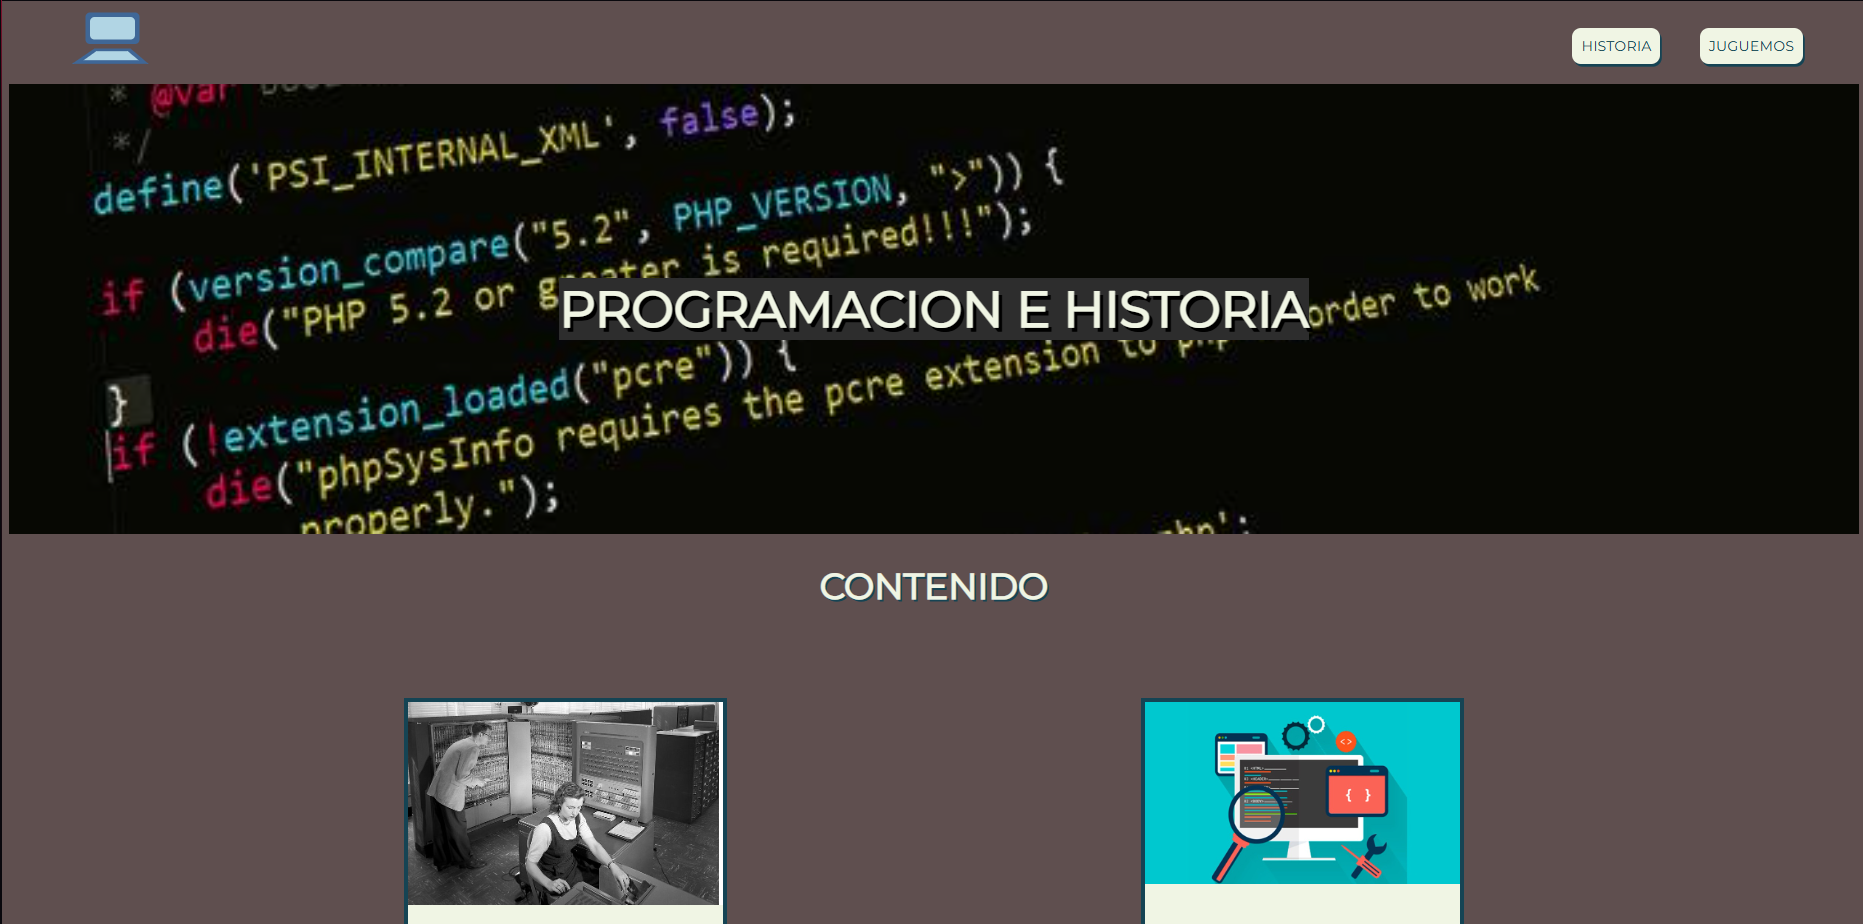 HISTORIA
JUGUEMOS
* @var
*/
define('PSI_INTERNAL_XML', false);
if (version_compare("5.2", PHP_VERSION, ">")) {
die("PHP 5.2 or greater is required!!!");
PROGRAMACION E HISTORIA
order to work
}
if (!extension_loaded("pcre")) {
die("phpSysInfo requires the pcre extension to php
properly.");
CONTENIDO
{ }